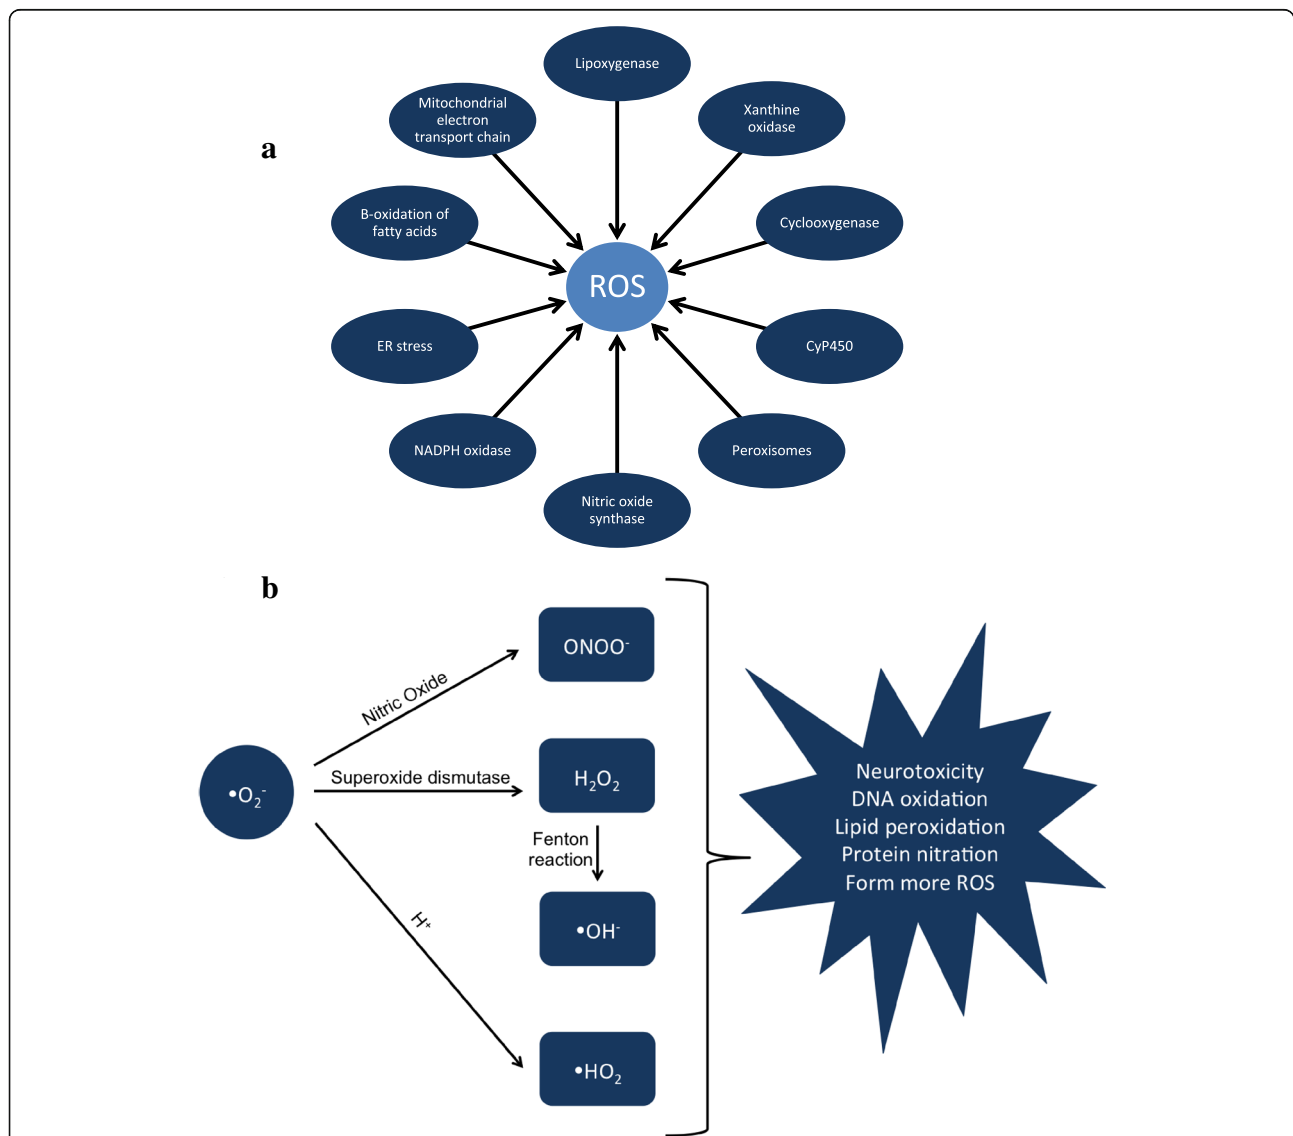 a
Lipoxygenase
Mitochondrial
electron
transport chain
Xanthine
oxidase
B-oxidation of
fatty acids
Cyclooxygenase
ROS
ER stress
CyP450
NADPH oxidase
Peroxisomes
Nitric oxide
synthase
b
ONOO⁻
Nitric Oxide
•O₂⁻
Superoxide dismutase
H₂O₂
Fenton
reaction
•OH⁻
H⁺
•HO₂
Neurotoxicity
DNA oxidation
Lipid peroxidation
Protein nitration
Form more ROS